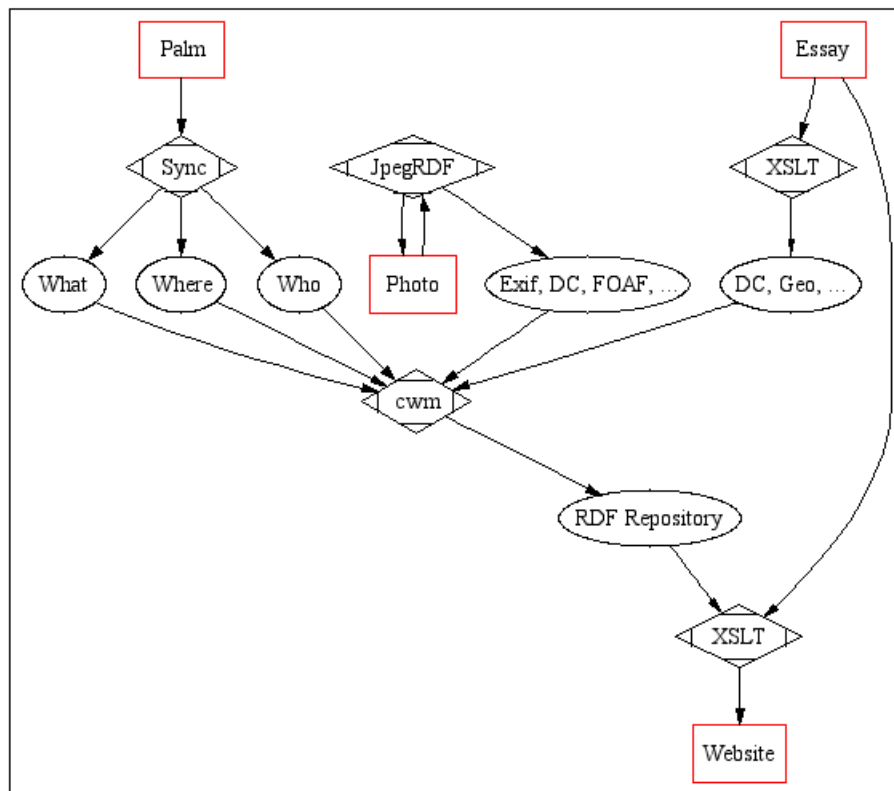 Palm
Essay
Sync
JpegRDF
XSLT
What
Where
Who
Photo
Exif, DC, FOAF, ...
DC, Geo, ...
cwm
RDF Repository
XSLT
Website